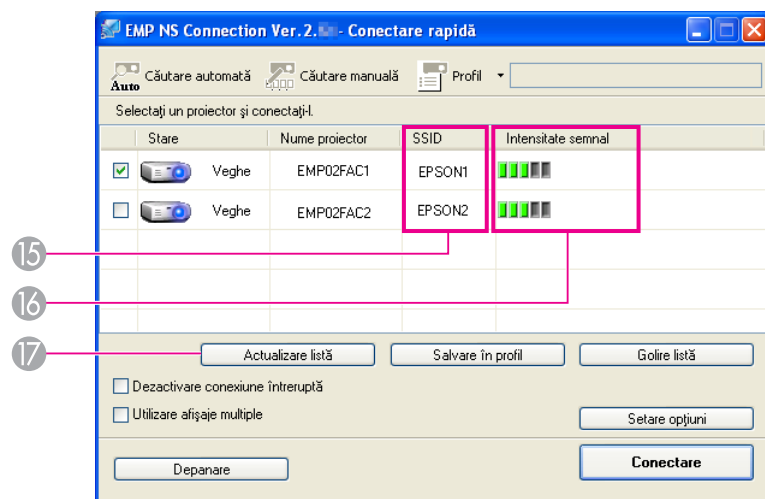 EMP NS Connection Ver. 2. - Conectare rapidă
Auto Căutare automată Căutare manuală Profil
Selectaţi un proiector şi conectaţi-l.
Stare Nume proiector SSID Intensitate semnal
Veghe EMP02FAC1 EPSON1
Veghe EMP02FAC2 EPSON2
15
16
17
Actualizare listă Salvare în profil Golire listă
Dezactivare conexiune întreruptă
Utilizare afişaje multiple
Setare opţiuni
Depanare Conectare